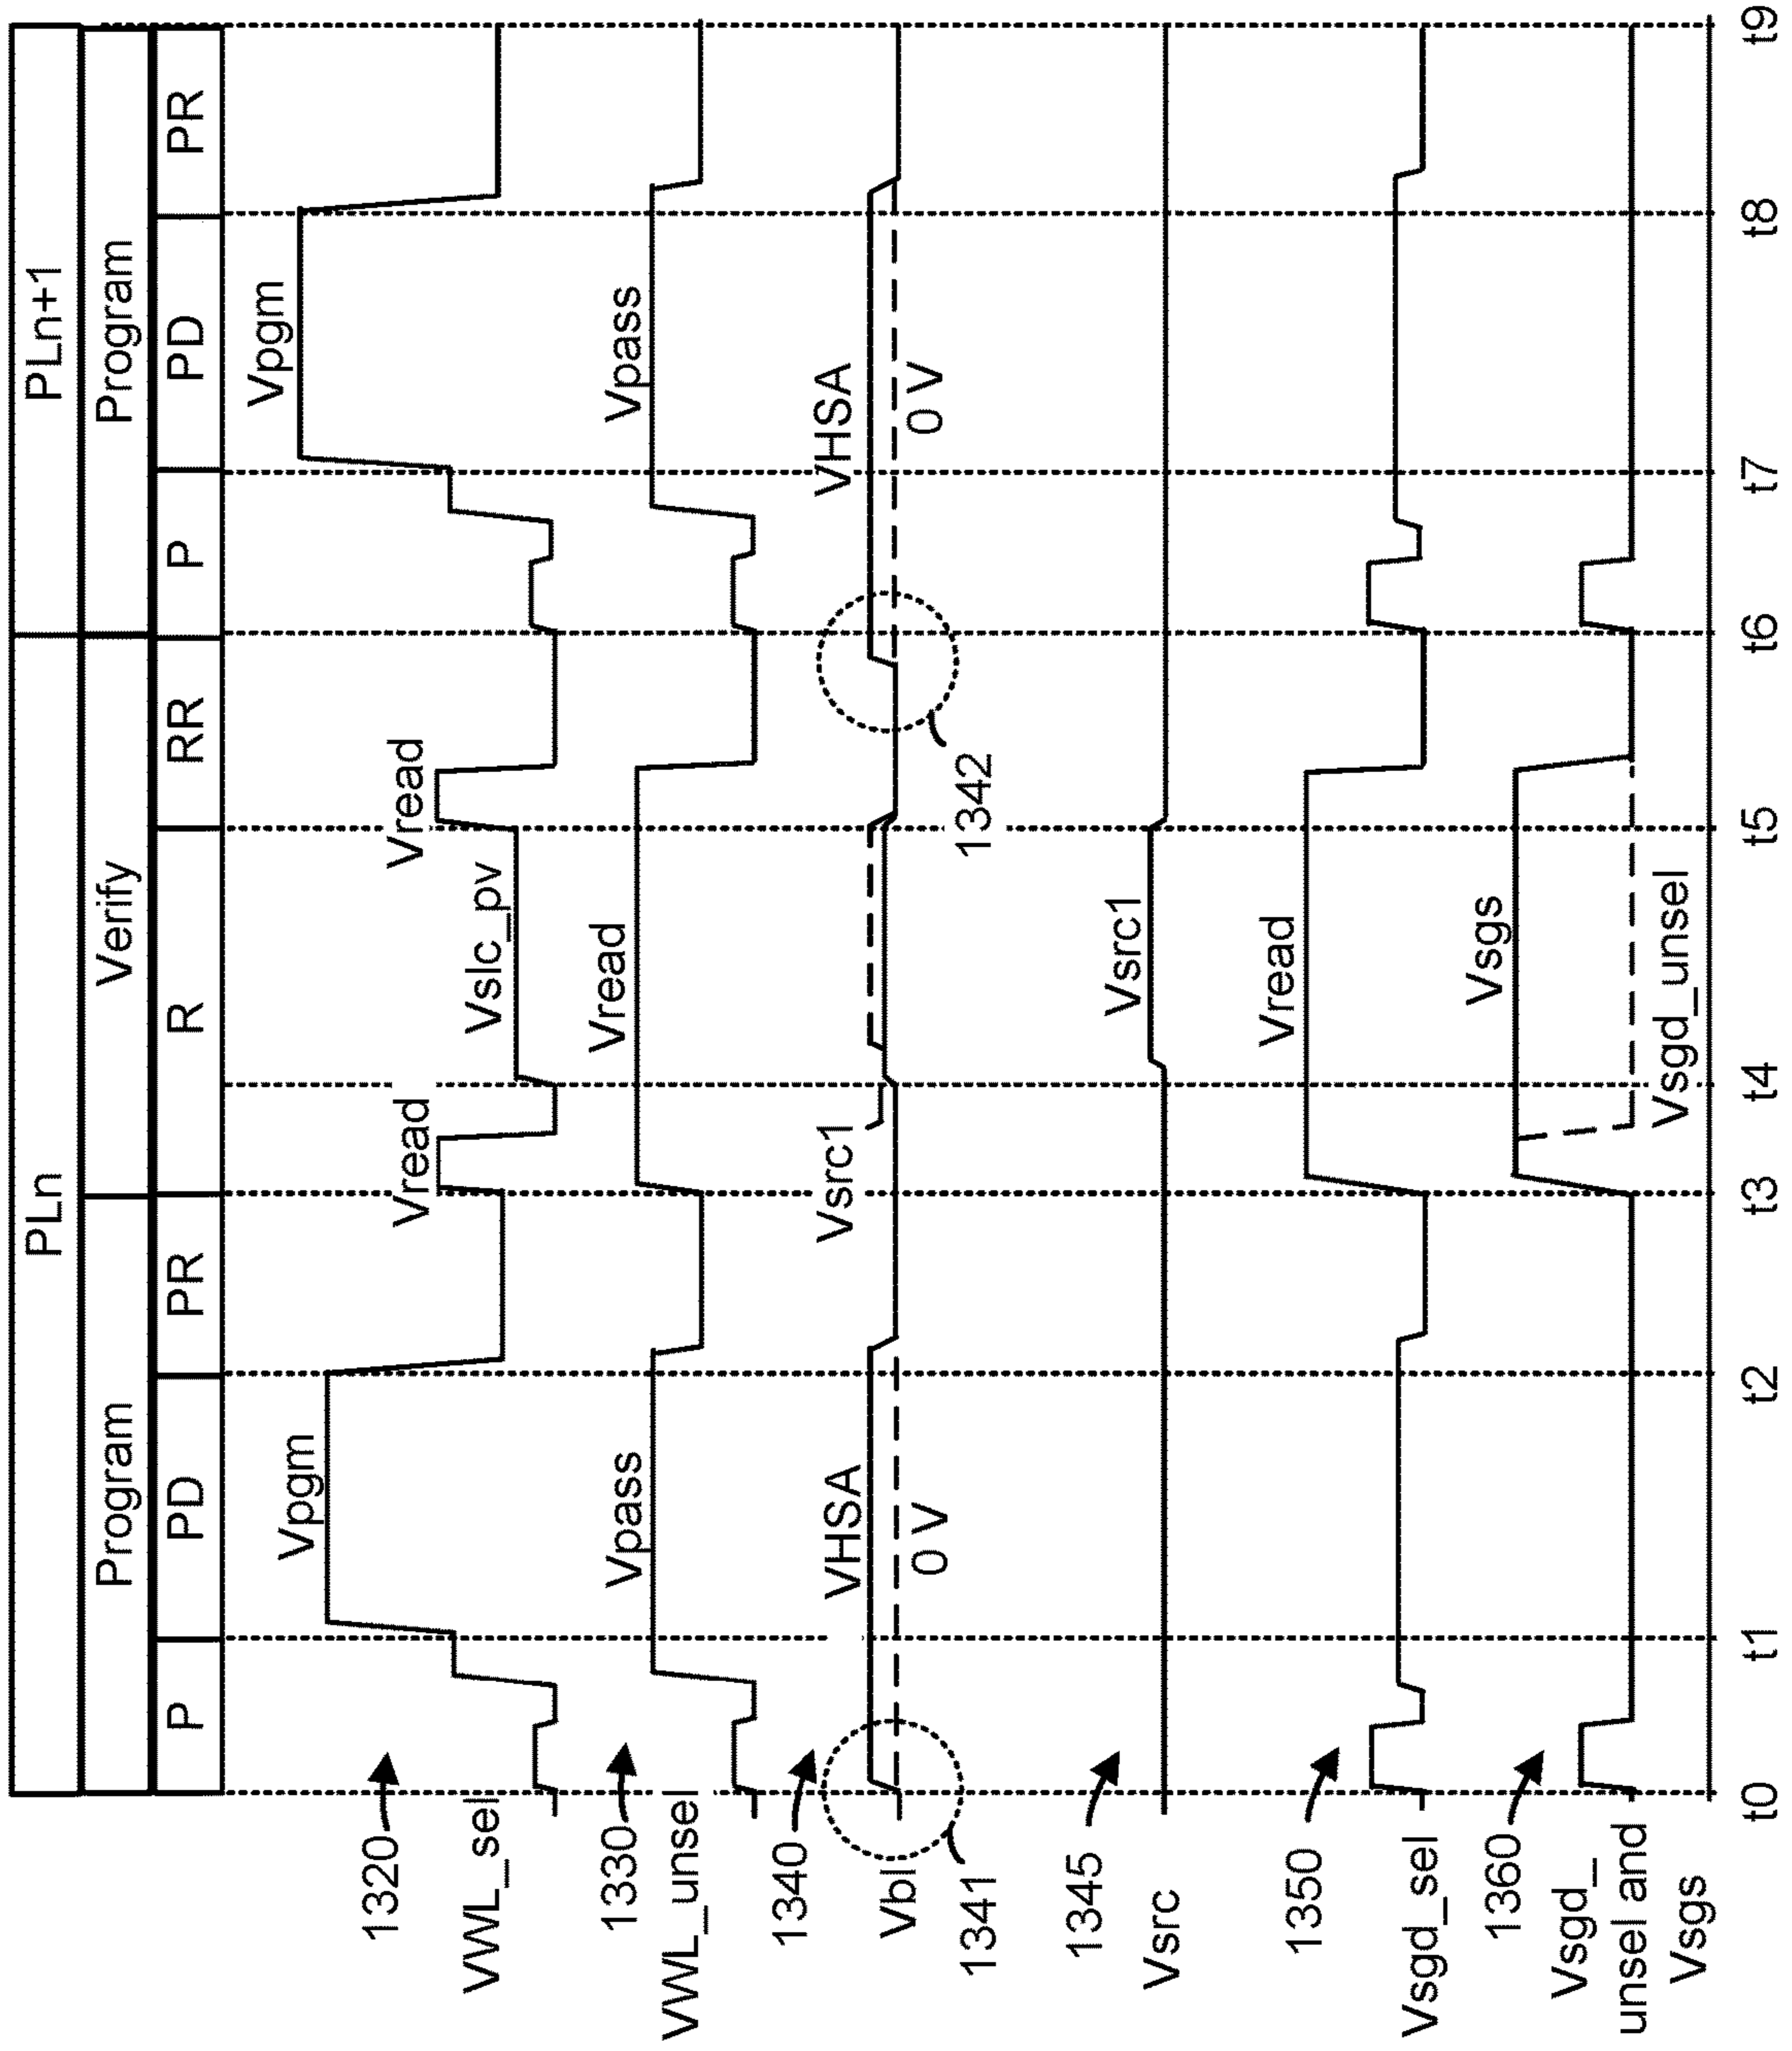 PLn
PLn+1
Program
Verify
Program
P
PD
PR
R
RR
P
PD
PR
1320
VWL_sel
Vpgm
Vread
Vslc_pv
Vread
Vpgm
1330
VWL_unsel
Vpass
Vread
Vpass
1340
Vbl
1341
VHSA
0 V
Vsrc1
1342
VHSA
0 V
1345
Vsrc
Vsrc1
1350
Vsgd_sel
Vread
1360
Vsgd_
unsel and
Vsgs
Vsgs
Vsgd_unsel
t0
t1
t2
t3
t4
t5
t6
t7
t8
t9